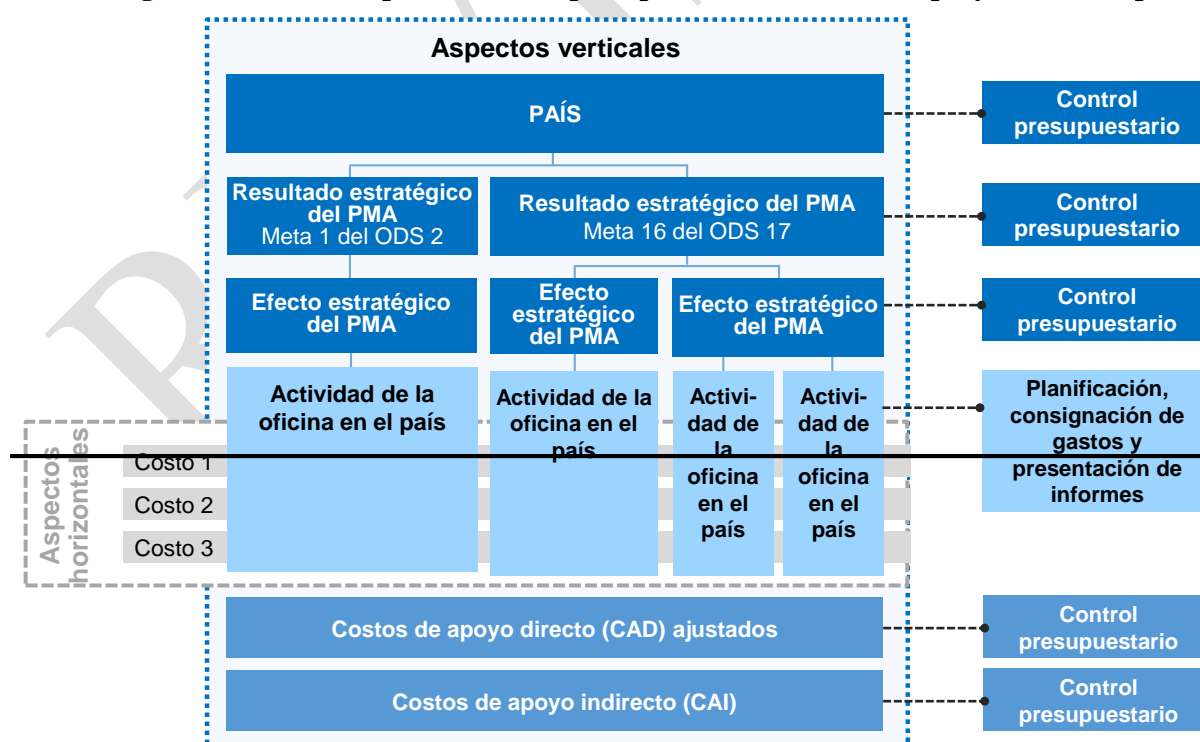 Aspectos verticales
PAÍS
Control
presupuestario
Resultado estratégico
del PMA
Meta 1 del ODS 2
Resultado estratégico del PMA
Meta 16 del ODS 17
Control
presupuestario
Efecto estratégico
del PMA
Efecto
estratégico
del PMA
Efecto estratégico
del PMA
Control
presupuestario
Actividad de la
oficina en el país
Actividad de la
oficina en el
país
Activi-
dad de
la
oficina
en el
país
Activi-
dad de
la
oficina
en el
país
Planificación,
consignación de
gastos y
presentación de
informes
Aspectos
horizontales
Costo 1
Costo 2
Costo 3
Costos de apoyo directo (CAD) ajustados
Control
presupuestario
Costos de apoyo indirecto (CAI)
Control
presupuestario